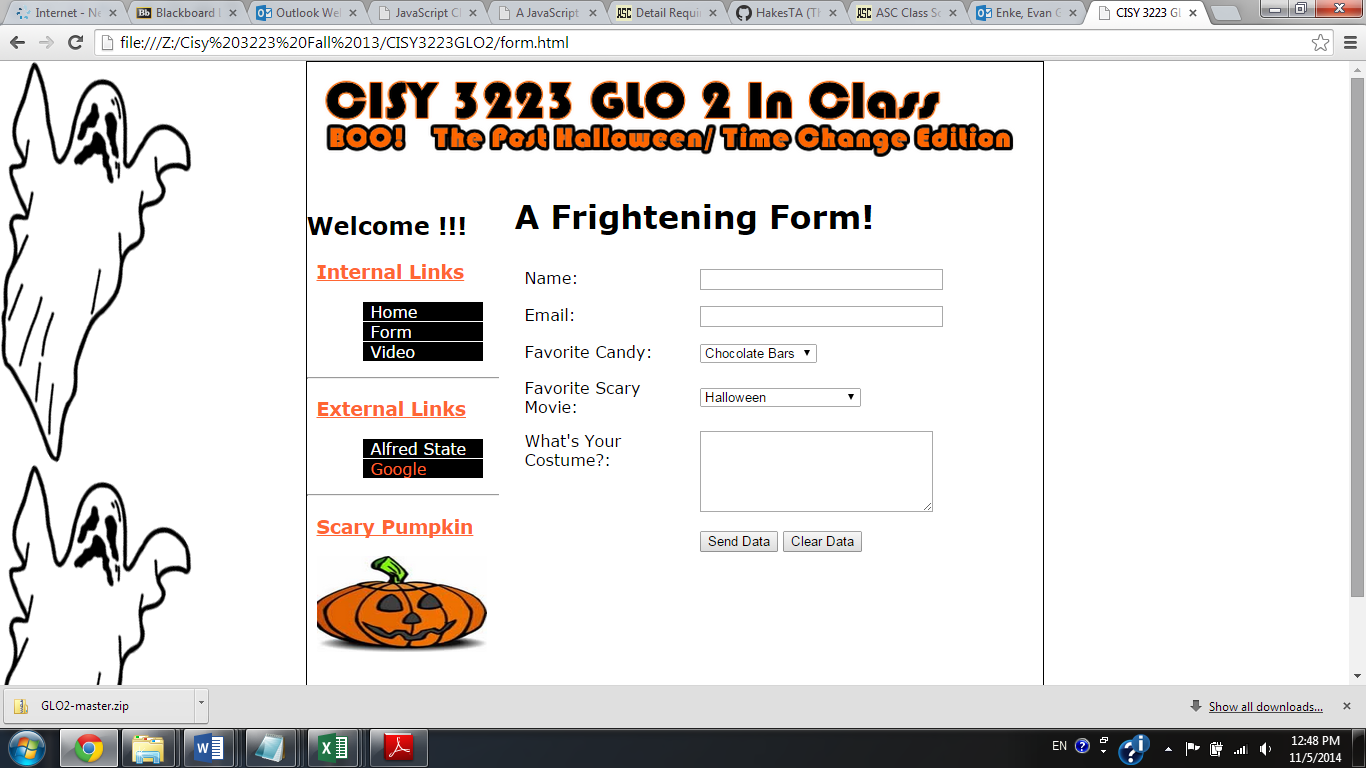 Internet - Ne
Blackboard
Outlook Wel
JavaScript Cl
A JavaScript
Detail Requi
HakesTA (Th
ASC Class Sc
Enke, Evan G
CISY 3223 GL
file:///Z:/Cisy%203223%20Fall%2013/CISY3223GLO2/form.html
CISY 3223 GLO 2 In Class
BOO! The Post Halloween/ Time Change Edition
Welcome !!!
Internal Links
Home
Form
Video
External Links
Alfred State
Google
Scary Pumpkin
A Frightening Form!
Name:
Email:
Favorite Candy:
Chocolate Bars
Favorite Scary
Movie:
Halloween
What's Your
Costume?:
Send Data
Clear Data
GLO2-master.zip
Show all downloads...
EN
12:48 PM
11/5/2014